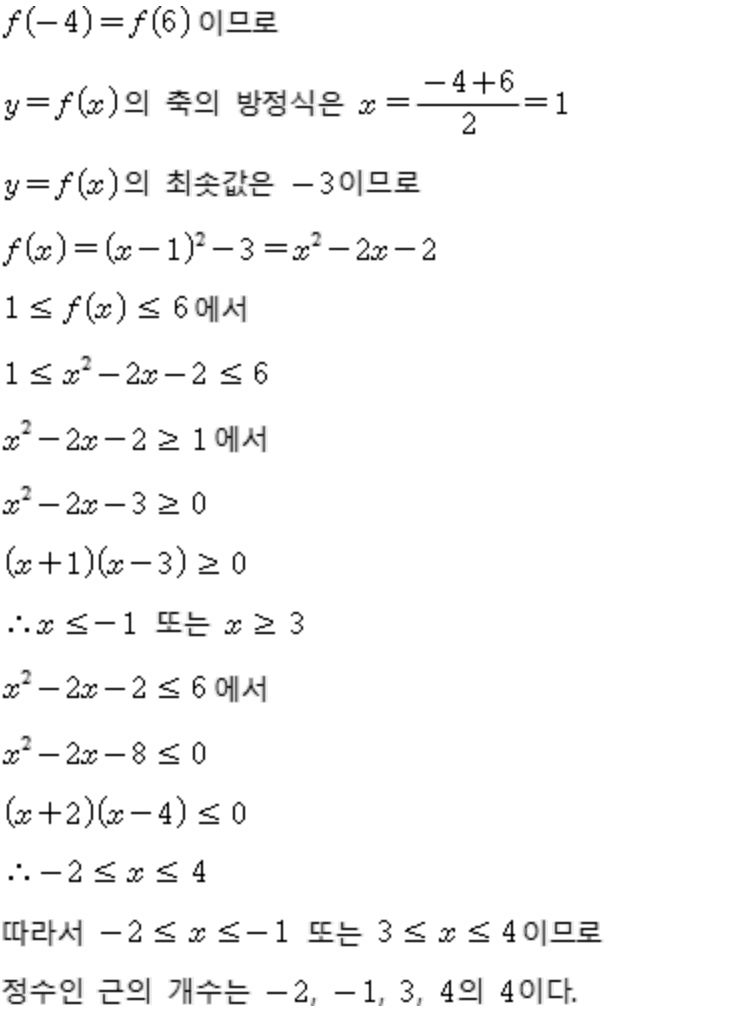 f(-4)=f(6)이므로
y=f(x)의 축의 방정식은 x=\frac{-4+6}{2}=1
y=f(x)의 최솟값은 -3이므로
f(x)=(x-1)²-3=x²-2x-2
1≤f(x)≤6에서
1≤x²-2x-2≤6
x²-2x-2≥1에서
x²-2x-3≥0
(x+1)(x-3)≥0
∴x≤-1 또는 x≥3
x²-2x-2≤6에서
x²-2x-8≤0
(x+2)(x-4)≤0
∴-2≤x≤4
따라서 -2≤x≤-1 또는 3≤x≤4이므로
정수인 근의 개수는 -2, -1, 3, 4의 4이다.